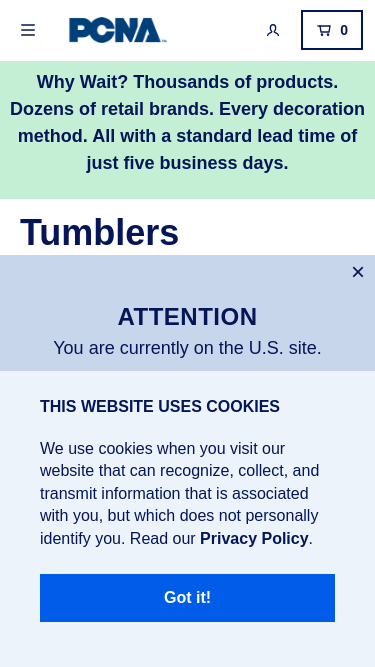 PCNA
0
Why Wait? Thousands of products.
Dozens of retail brands. Every decoration
method. All with a standard lead time of
just five business days.
Tumblers
×
ATTENTION
You are currently on the U.S. site.
THIS WEBSITE USES COOKIES
We use cookies when you visit our
website that can recognize, collect, and
transmit information that is associated
with you, but which does not personally
identify you. Read our Privacy Policy.
Got it!